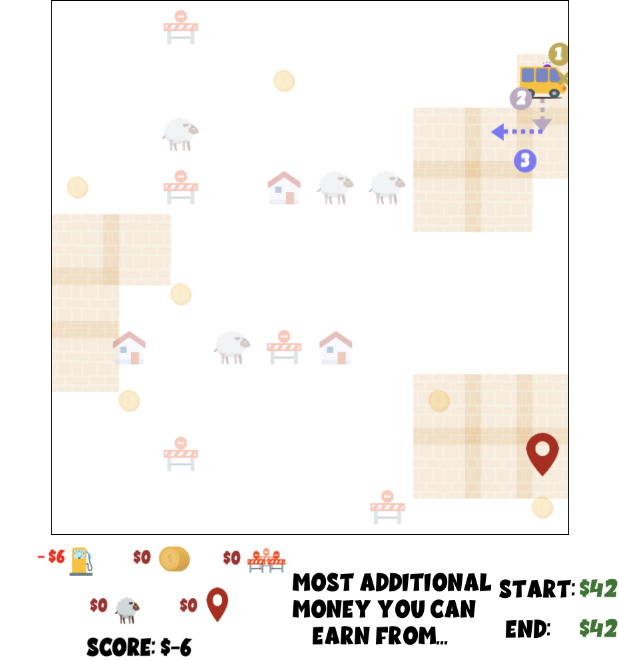 1
2
3
- $6
$0
$0
$0
$0
SCORE: $-6
MOST ADDITIONAL
MONEY YOU CAN
EARN FROM...
START: $42
END: $42